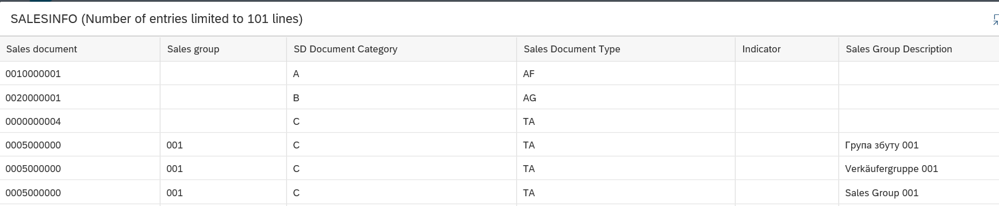 SALESINFO (Number of entries limited to 101 lines)
Sales document Sales group SD Document Category Sales Document Type Indicator Sales Group Description
0010000001 A AF
0020000001 B AG
0000000004 C TA
0005000000 001 C TA Група збуту 001
0005000000 001 C TA Verkäufergruppe 001
0005000000 001 C TA Sales Group 001